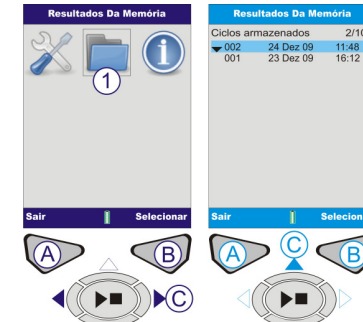 Resultados Da Memória
1
Sair Selecionar
A
B
C
Resultados Da Memória
Ciclos armazenados 2/10
002 24 Dez 09 11:48
001 23 Dez 09 16:12
Sair Selecion
A
C
B